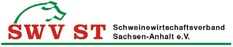 SWV ST
Schweinewirtschaftsverband
Sachsen-Anhalt e.V.